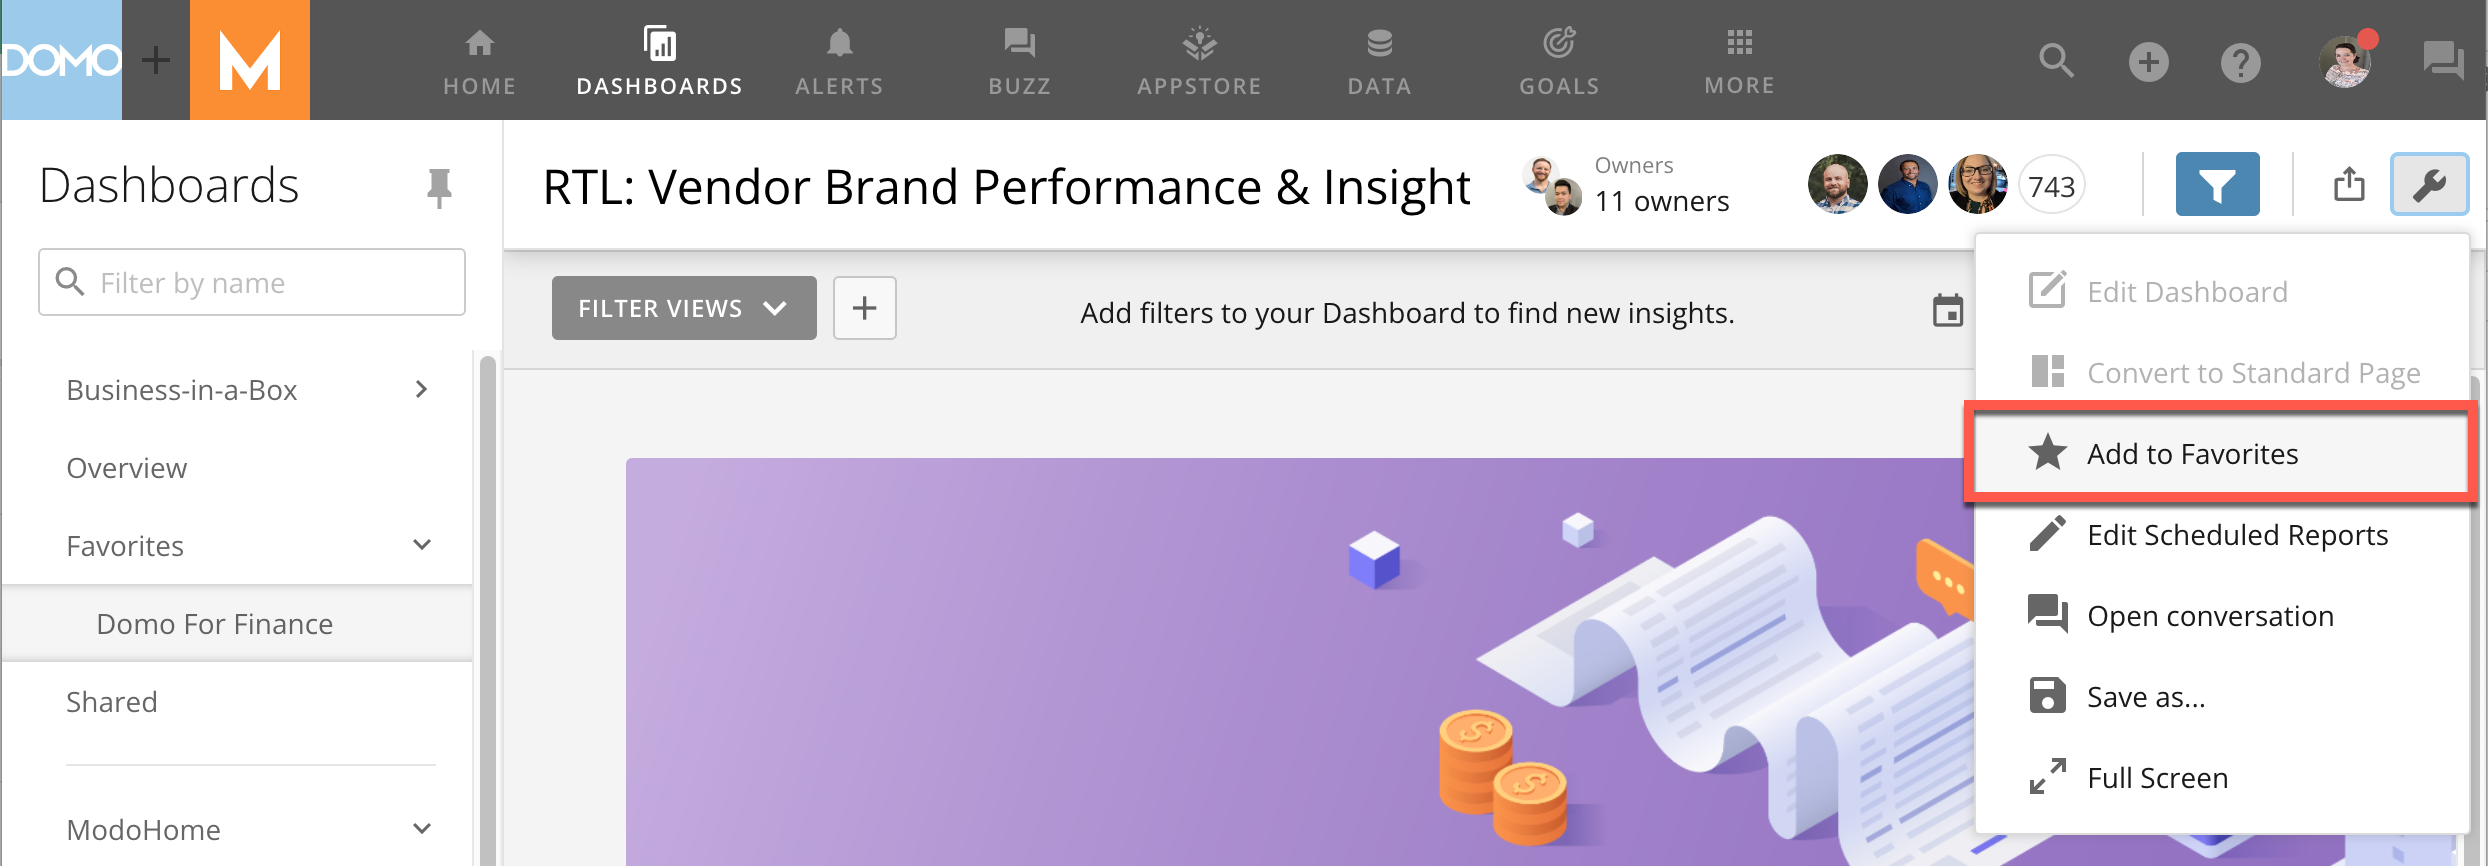 DOMO
M
HOME
DASHBOARDS
ALERTS
BUZZ
APPSTORE
DATA
GOALS
MORE
Dashboards
Filter by name
Business-in-a-Box
Overview
Favorites
Domo For Finance
Shared
ModoHome
RTL: Vendor Brand Performance & Insight
Owners
11 owners
743
FILTER VIEWS
Add filters to your Dashboard to find new insights.
Edit Dashboard
Convert to Standard Page
Add to Favorites
Edit Scheduled Reports
Open conversation
Save as...
Full Screen